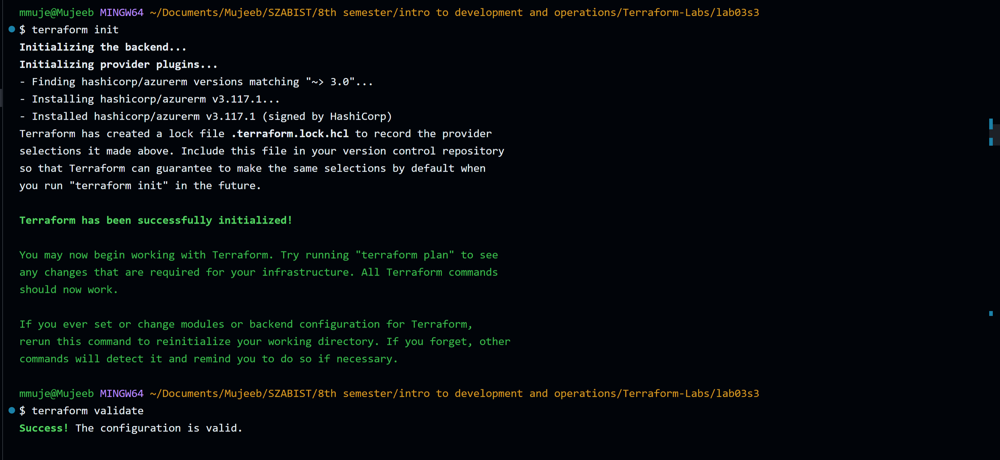 mmuje@Mujeeb MINGW64 ~/Documents/Mujeeb/SZABIST/8th semester/intro to development and operations/Terraform-Labs/lab03s3
$ terraform init
Initializing the backend...
Initializing provider plugins...
- Finding hashicorp/azurerm versions matching "~> 3.0"...
- Installing hashicorp/azurerm v3.117.1...
- Installed hashicorp/azurerm v3.117.1 (signed by HashiCorp)
Terraform has created a lock file .terraform.lock.hcl to record the provider
selections it made above. Include this file in your version control repository
so that Terraform can guarantee to make the same selections by default when
you run "terraform init" in the future.
Terraform has been successfully initialized!
You may now begin working with Terraform. Try running "terraform plan" to see
any changes that are required for your infrastructure. All Terraform commands
should now work.
If you ever set or change modules or backend configuration for Terraform,
rerun this command to reinitialize your working directory. If you forget, other
commands will detect it and remind you to do so if necessary.
mmuje@Mujeeb MINGW64 ~/Documents/Mujeeb/SZABIST/8th semester/intro to development and operations/Terraform-Labs/lab03s3
$ terraform validate
Success! The configuration is valid.